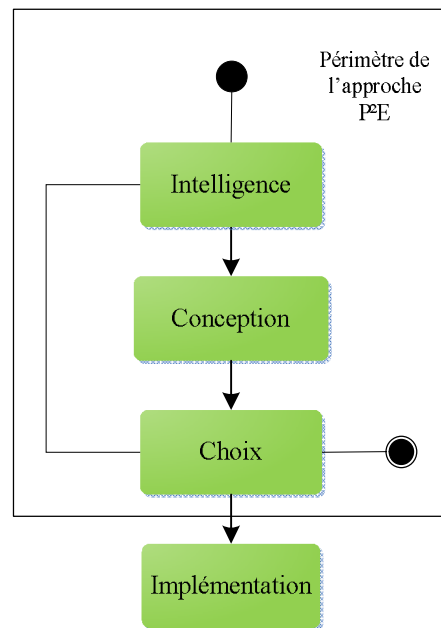 Périmètre de
l’approche
P²E
Intelligence
Conception
Choix
Implémentation